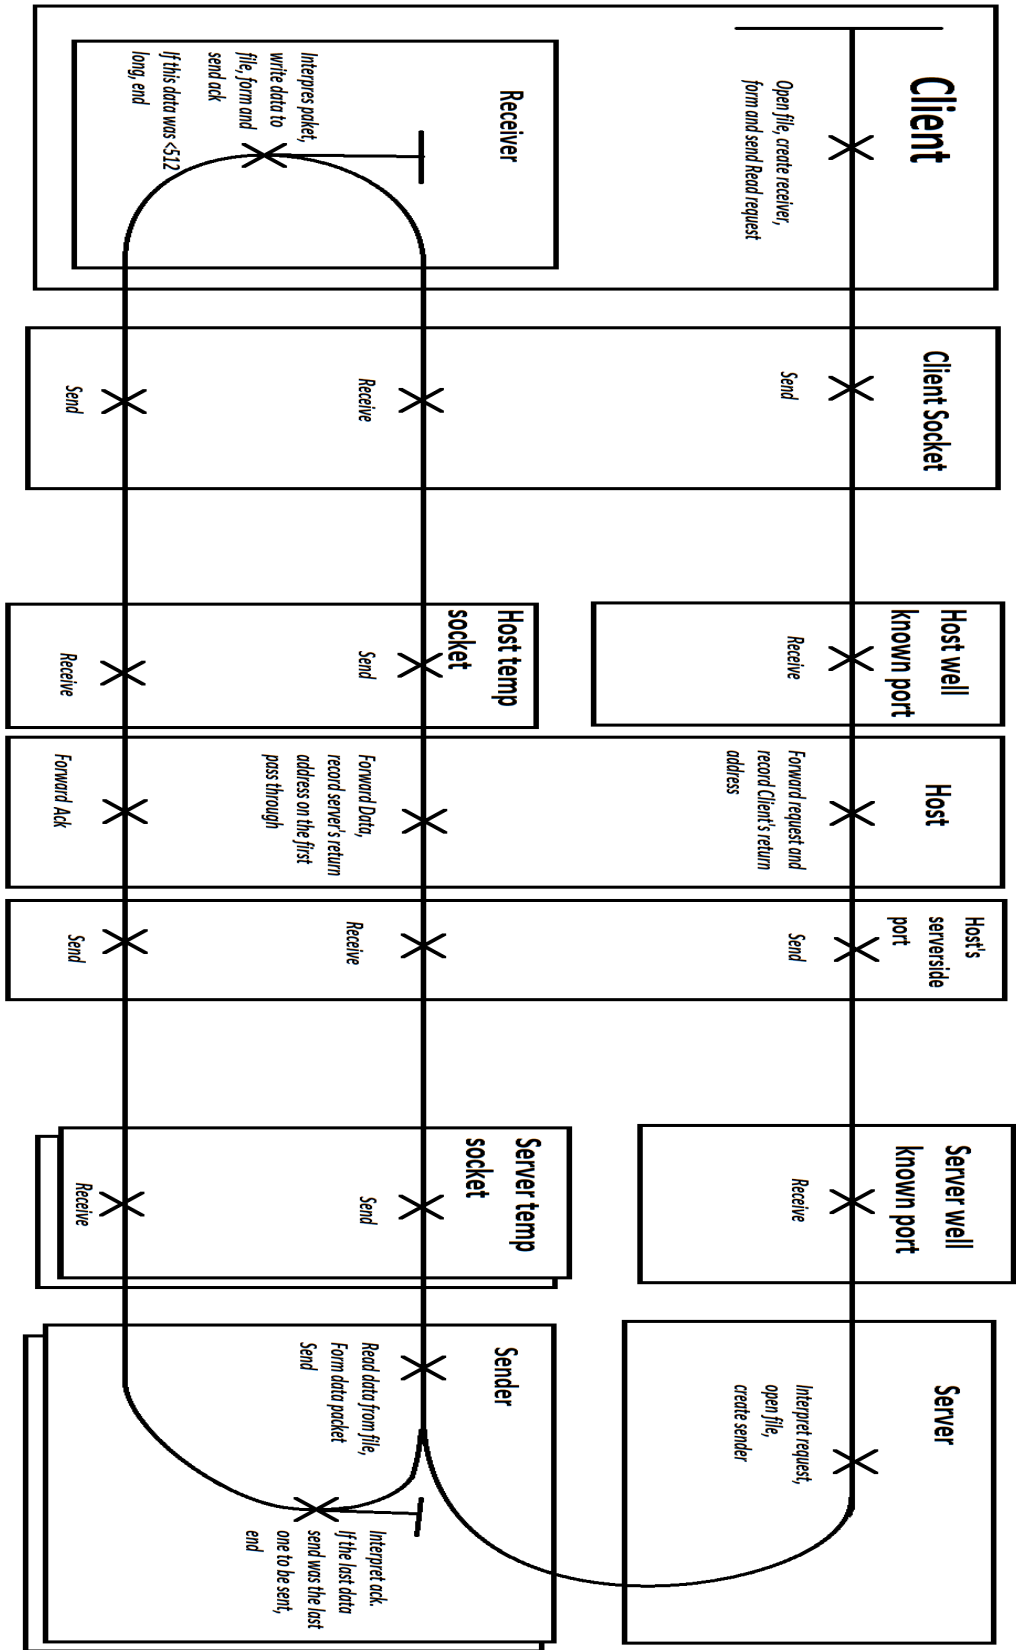 Client
Open file, create receiver,
form and send Read request
Receiver
Interpres paket,
write data to
file, form and
send ack
If this data was <512
long, end
Client Socket
Send
Receive
Send
Host well
known port
Receive
Host temp
socket
Send
Receive
Host
Forward request and
record Client's return
address
Forward Data,
record server's return
address on the first
pass through
Forward Ack
Host's
serverside
port
Send
Receive
Send
Server well
known port
Receive
Server temp
socket
Send
Receive
Server
Interpret request,
open file,
create sender
Sender
Read data from file,
Form data packet
Send
Interpret ack.
If the last data
send was the last
one to be sent,
end